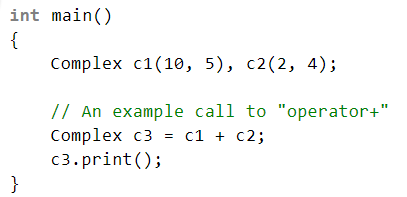 int main()
{
    Complex c1(10, 5), c2(2, 4);

    // An example call to "operator+"
    Complex c3 = c1 + c2;
    c3.print();
}